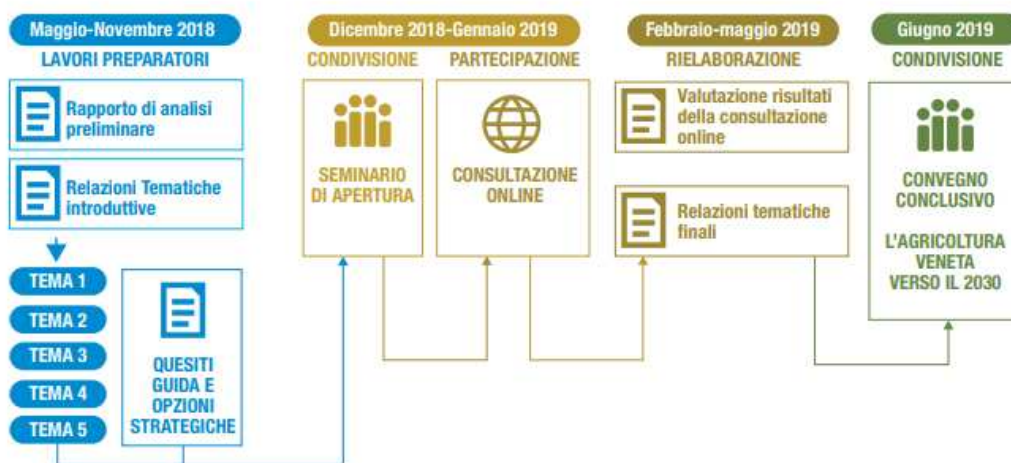 Maggio-Novembre 2018
LAVORI PREPARATORI
Rapporto di analisi
preliminare
Relazioni Tematiche
introduttive
TEMA 1
TEMA 2
TEMA 3
TEMA 4
TEMA 5
QUESITI
GUIDA E
OPZIONI
STRATEGICHE
Dicembre 2018-Gennaio 2019
CONDIVISIONE
SEMINARIO
DI APERTURA
PARTECIPAZIONE
CONSULTAZIONE
ONLINE
Febbraio-maggio 2019
RIELABORAZIONE
Valutazione risultati
della consultazione
online
Relazioni tematiche
finali
Giugno 2019
CONDIVISIONE
CONVEGNO
CONCLUSIVO
L'AGRICOLTURA
VENETA
VERSO IL 2030